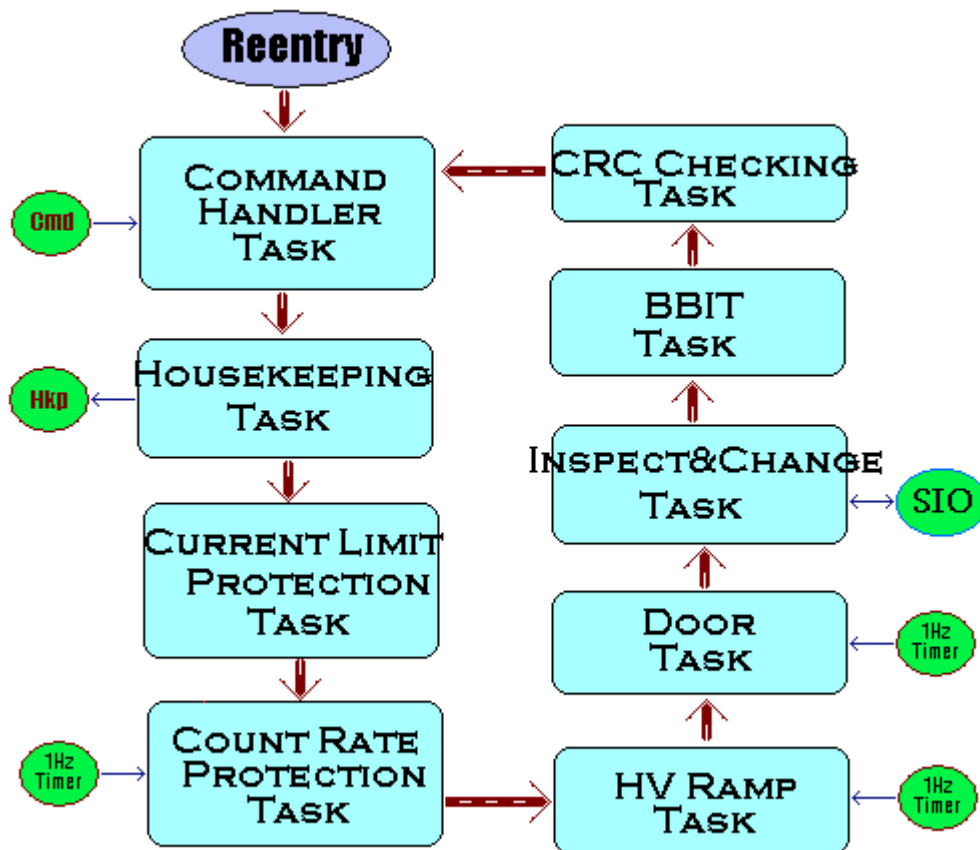 Reentry
COMMAND
HANDLER
TASK
Cmd
HOUSEKEEPING
TASK
Hkp
CURRENT LIMIT
PROTECTION
TASK
COUNT RATE
PROTECTION
TASK
1Hz
Timer
HV RAMP
TASK
1Hz
Timer
DOOR
TASK
1Hz
Timer
INSPECT&CHANGE
TASK
SIO
BBIT
TASK
CRC CHECKING
TASK